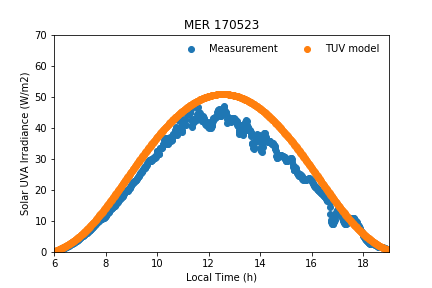 MER 170523
Measurement TUV model
Solar UVA Irradiance (W/m2)
70
60
50
40
30
20
10
0
6 8 10 12 14 16 18
Local Time (h)